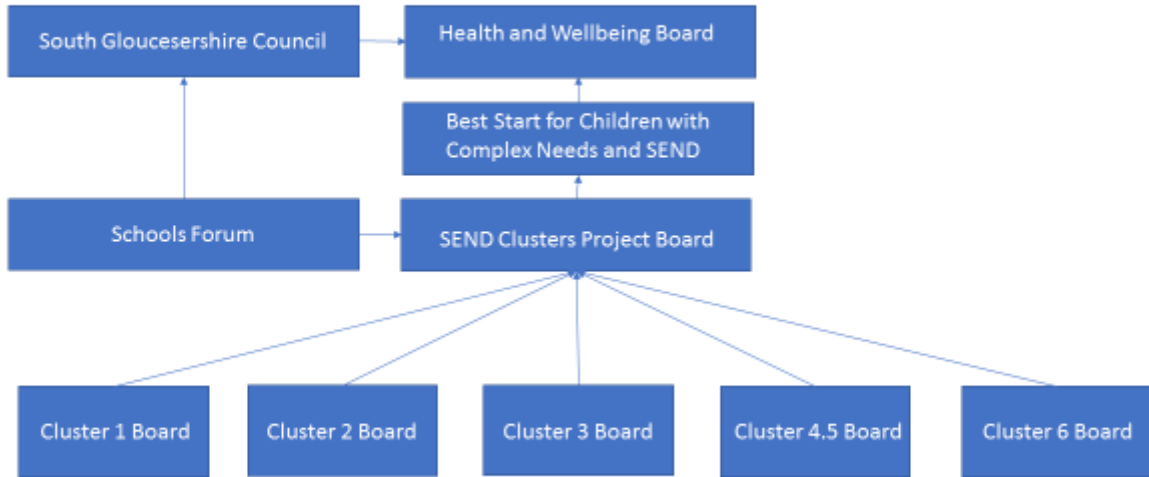 South Gloucesershire Council
Health and Wellbeing Board
Best Start for Children with
Complex Needs and SEND
Schools Forum
SEND Clusters Project Board
Cluster 1 Board
Cluster 2 Board
Cluster 3 Board
Cluster 4.5 Board
Cluster 6 Board